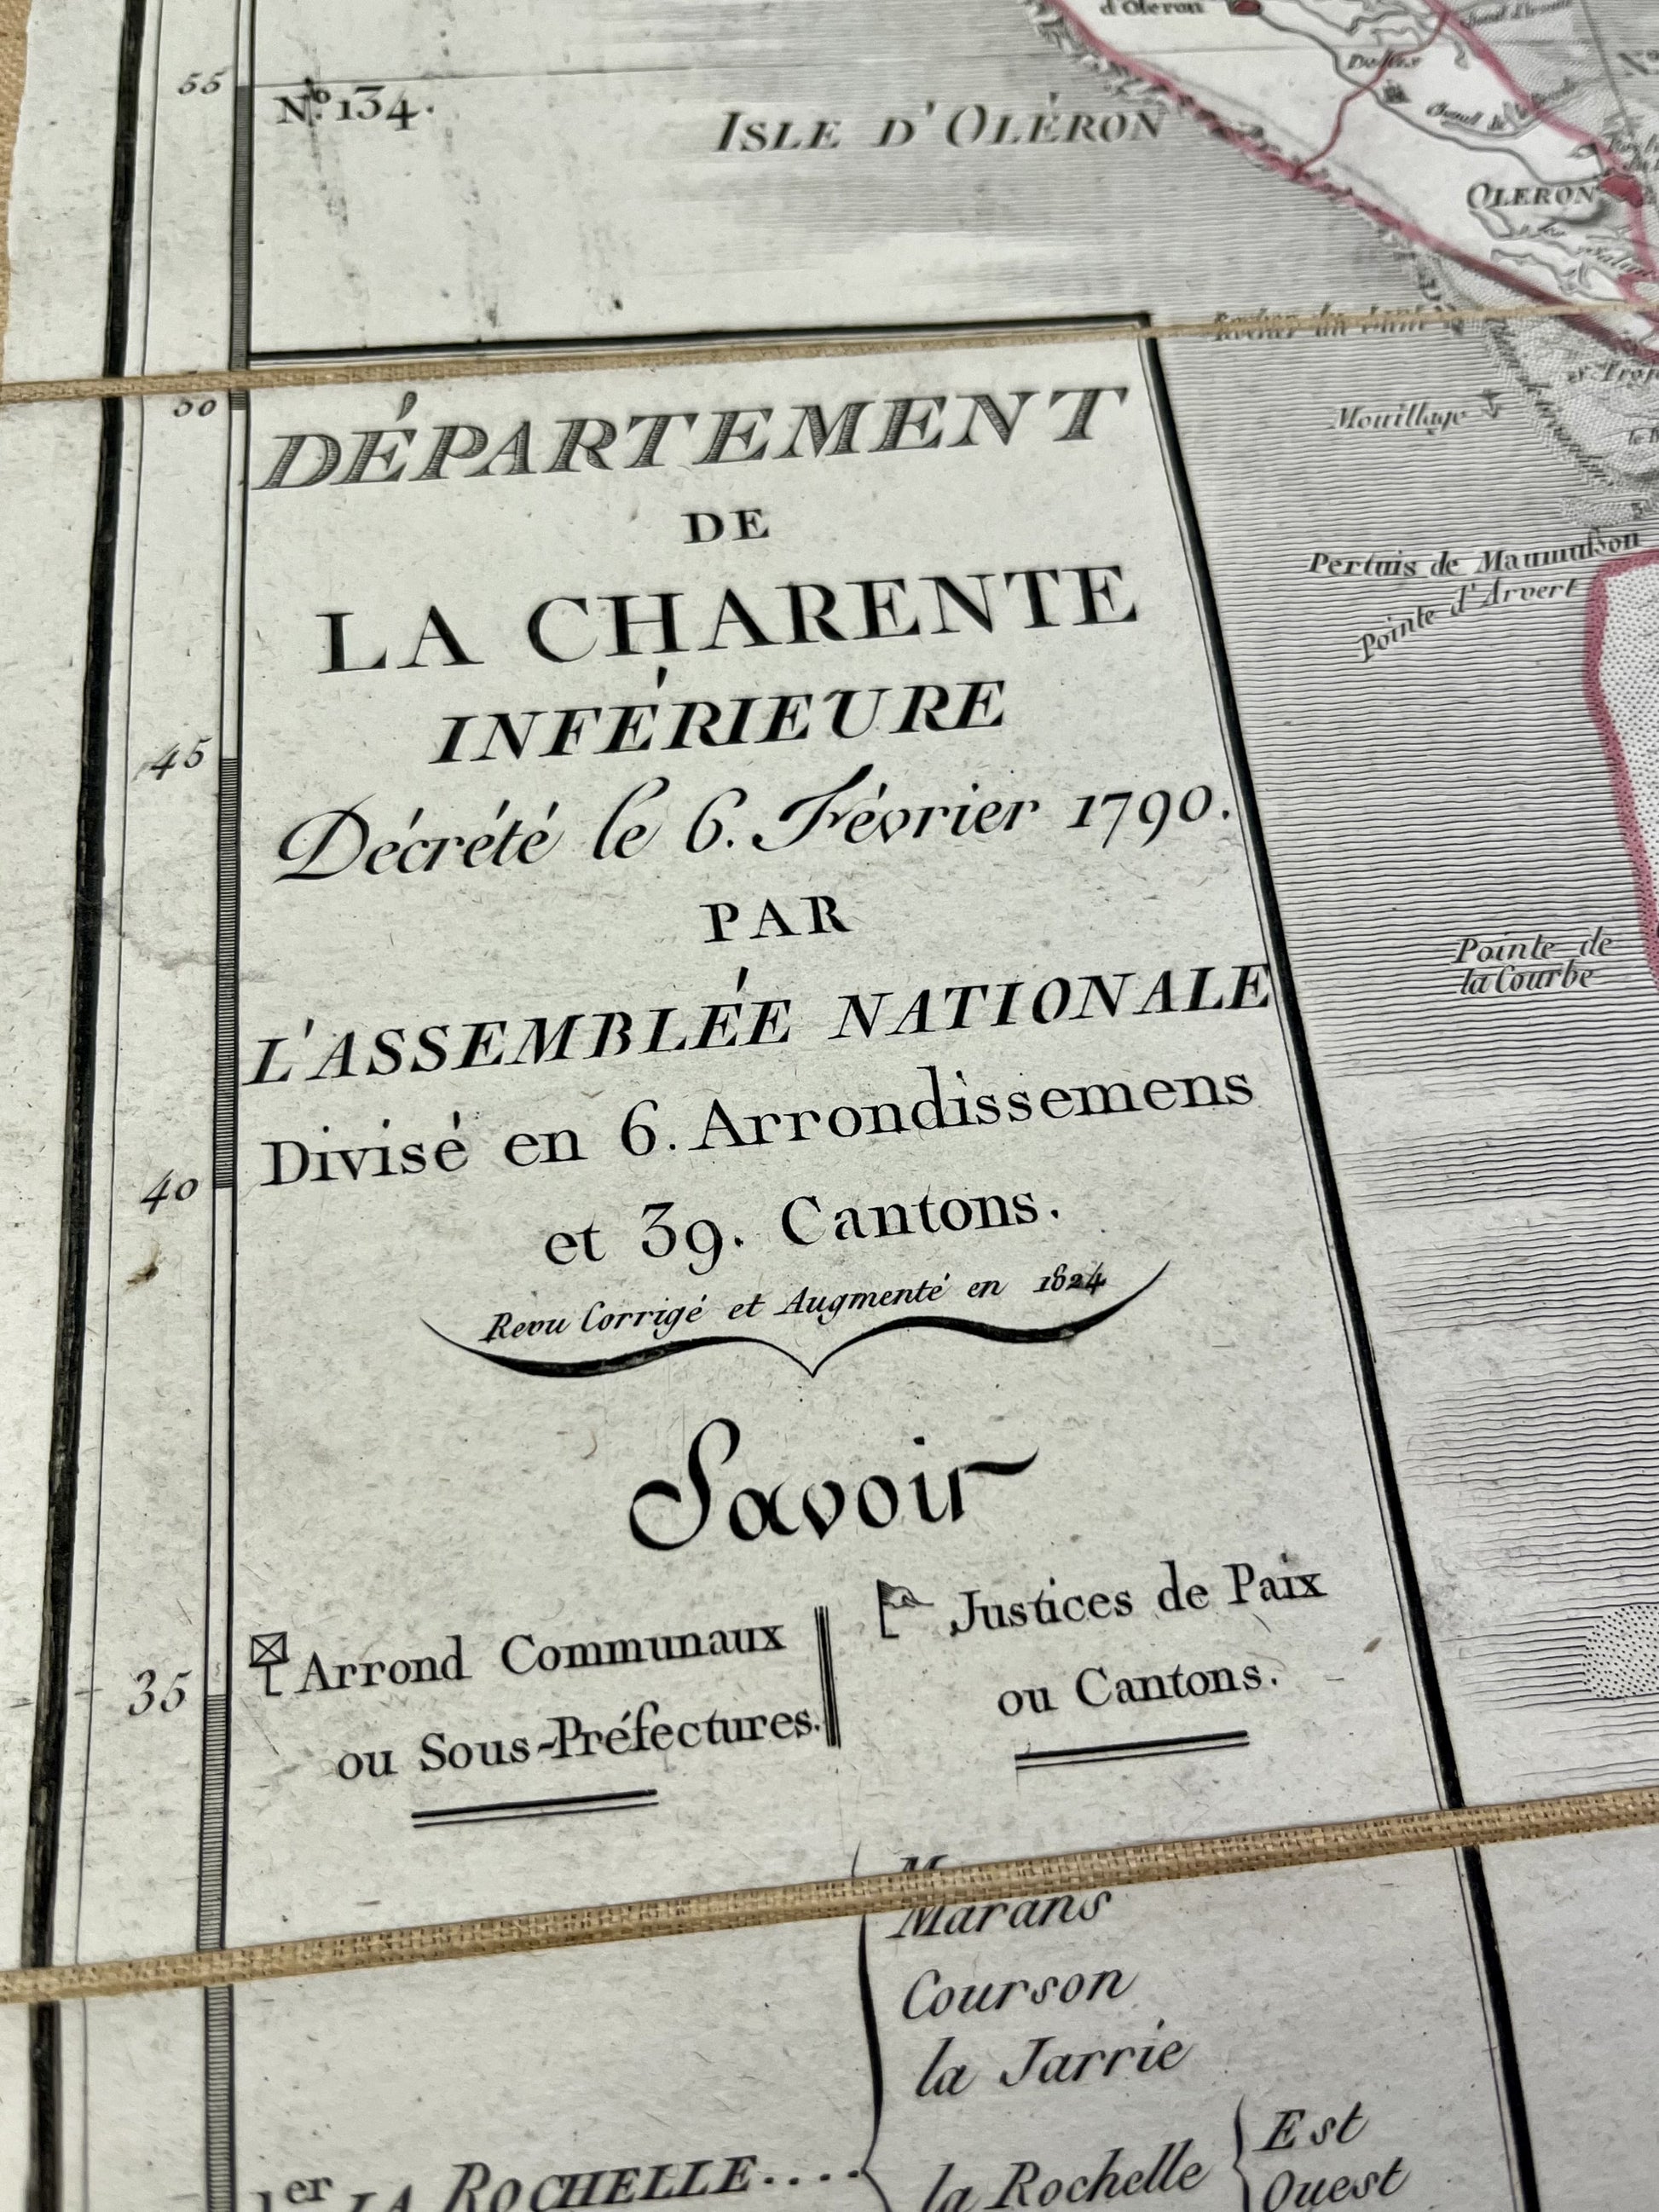 d'Oleron
55
N.º 134.
ISLE D'OLÉRON
OLERON
50
DÉPARTEMENT
DE
LA CHARENTE
INFÉRIEURE
Décrété le 6. Février 1790.
PAR
L'ASSEMBLÉE NATIONALE
Divisé en 6. Arrondissemens
et 39. Cantons.
Revu Corrigé et Augmenté en 1824
Savoir
Arrond Communaux
ou Sous-Préfectures.
Justices de Paix
ou Cantons.
45
40
35
Mouillage
Pertuis de Maumusson
Pointe d'Arvert
Pointe de
la Courbe
Marans
Courson
la Jarrie
1er LA ROCHELLE....
la Rochelle
Est
Ouest